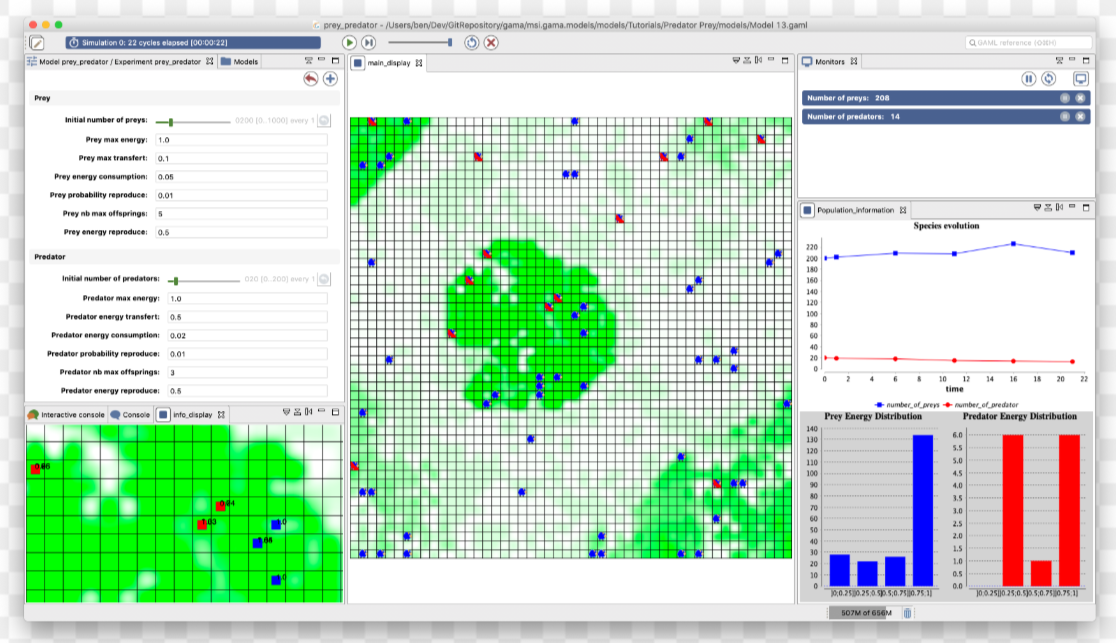 prey_predator - /Users/ben/Dev/GitRepository/gama/msi.gama.models/models/Tutorials/Predator Prey/models/Model 13.gaml
Simulation 0: 22 cycles elapsed [00:00:22]
GAML reference (G8H)
Model prey_predator / Experiment prey_predator
Models
Prey
Initial number of preys:
0200 [0..1000] every 1
Prey max energy: 1.0
Prey max transfert: 0.1
Prey energy consumption: 0.05
Prey probability reproduce: 0.01
Prey nb max offsprings: 5
Prey energy reproduce: 0.5
Predator
Initial number of predators:
020 [0..200] every 1
Predator max energy: 1.0
Predator energy transfert: 0.5
Predator energy consumption: 0.02
Predator probability reproduce: 0.01
Predator nb max offsprings: 3
Predator energy reproduce: 0.5
Interactive console
Console
info_display
main_display
Monitors
Number of preys: 208
Number of predators: 14
Population_information
Species evolution
220
200
180
160
140
120
100
80
60
40
20
0
0 2 4 6 8 10 12 14 16 18 20 22
time
number_of_preys number_of_predator
Prey Energy Distribution
140
130
120
110
100
90
80
70
60
50
40
30
20
10
0
]0;0.25] ]0.25;0.5] ]0.5;0.75] ]0.75;1]
Predator Energy Distribution
6.0
5.5
5.0
4.5
4.0
3.5
3.0
2.5
2.0
1.5
1.0
0.5
0.0
]0;0.25] ]0.25;0.5] ]0.5;0.75] ]0.75;1]
507M of 656M